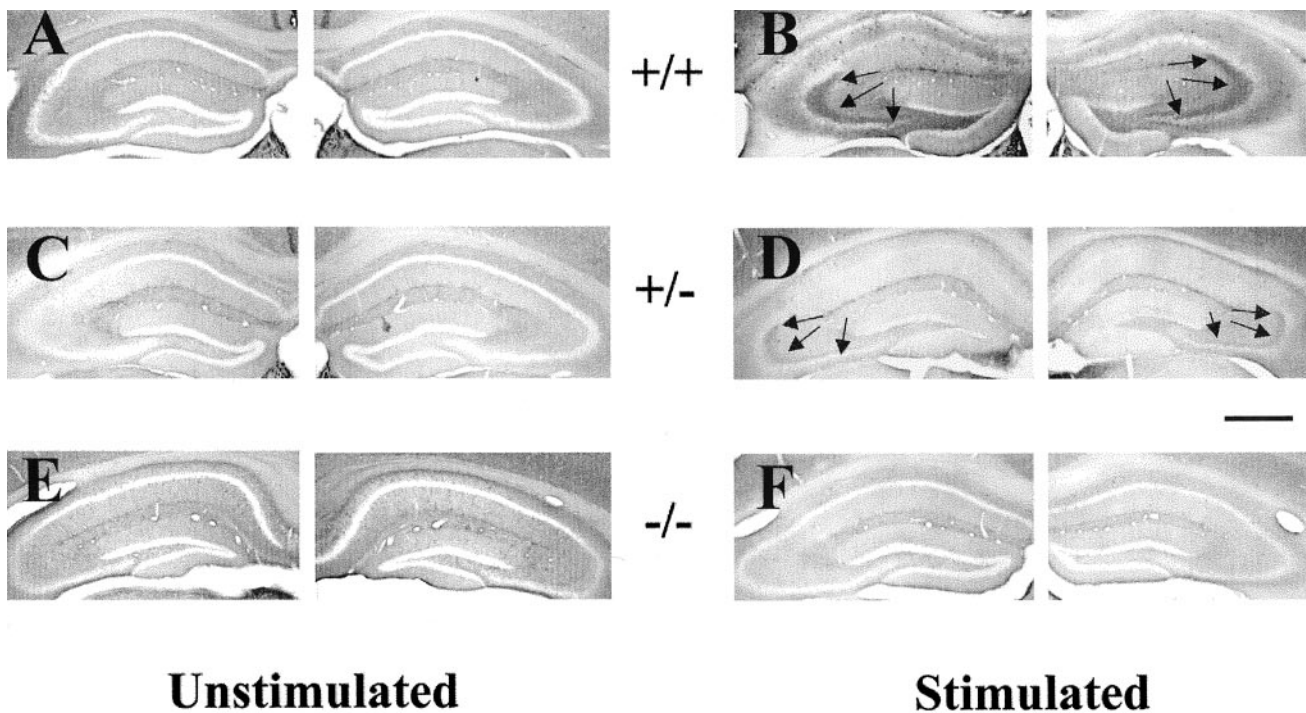 A +/+ B
C +/- D
E -/- F
Unstimulated Stimulated